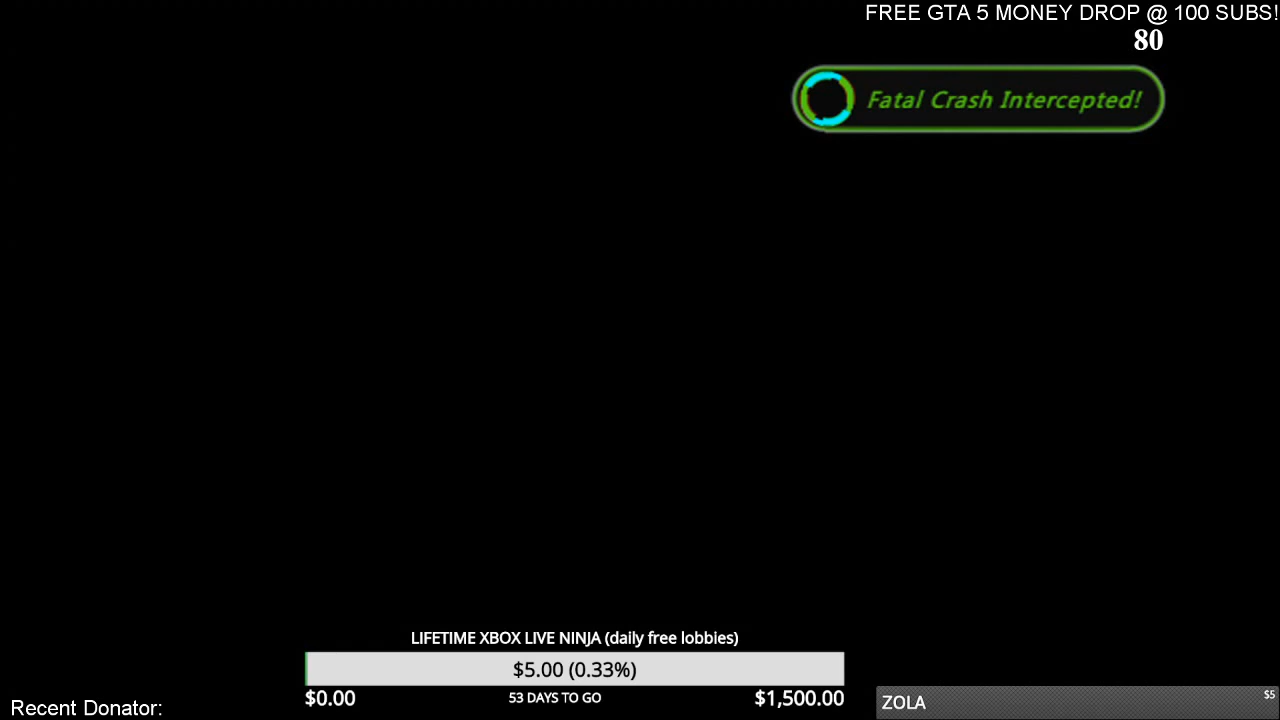 FREE GTA 5 MONEY DROP @ 100 SUBS!
80
Fatal Crash Intercepted!
LIFETIME XBOX LIVE NINJA (daily free lobbies)
$5.00 (0.33%)
$0.00 53 DAYS TO GO $1,500.00
Recent Donator:
ZOLA $5